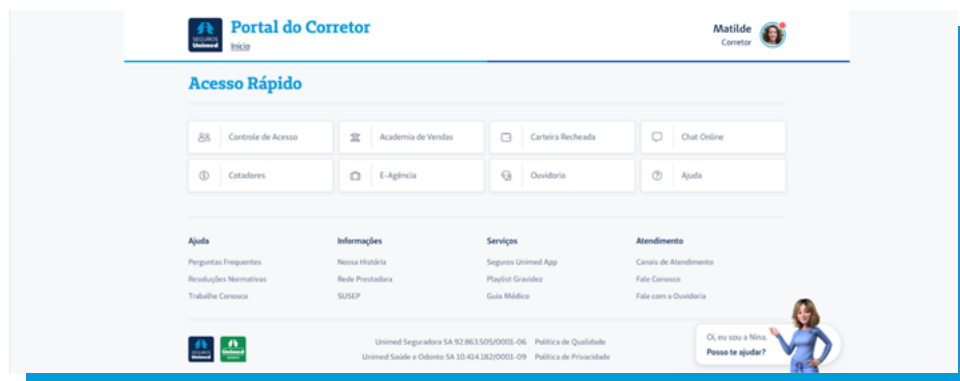 SEGUROS
Unimed
Portal do Corretor
Início
Matilde
Corretor
Acesso Rápido
Controle de Acesso
Academia de Vendas
Carteira Recheada
Chat Online
Cotadores
E-Agência
Ouvidoria
Ajuda
Ajuda
Perguntas Frequentes
Resoluções Normativas
Trabalhe Conosco
Informações
Nossa História
Rede Prestadora
SUSEP
Serviços
Seguros Unimed App
Playlist Gravidez
Guia Médico
Atendimento
Canais de Atendimento
Fale Conosco
Fale com a Ouvidoria
SEGUROS
Unimed
Unimed
Unimed Seguradora SA 92.863.505/0001-06 Política de Qualidade
Unimed Saúde e Odonto SA 10.414.182/0001-09 Política de Privacidade
Oi, eu sou a Nina.
Posso te ajudar?